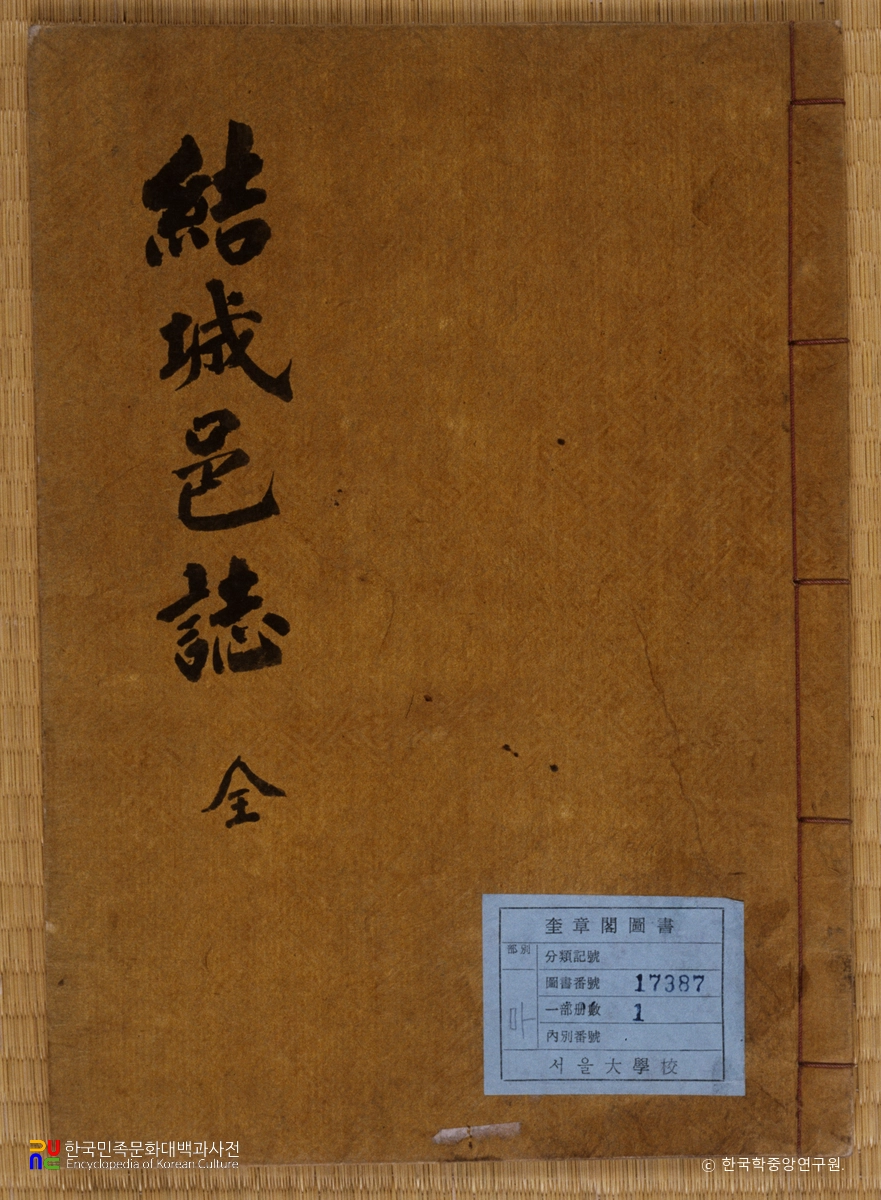 結城邑誌 全
奎章閣圖書
部別
마
分類記號
圖書番號 17387
一部冊數 1
內別番號
서울大學校
한국민족문화대백과사전
Encyclopedia of Korean Culture
© 한국학중앙연구원.